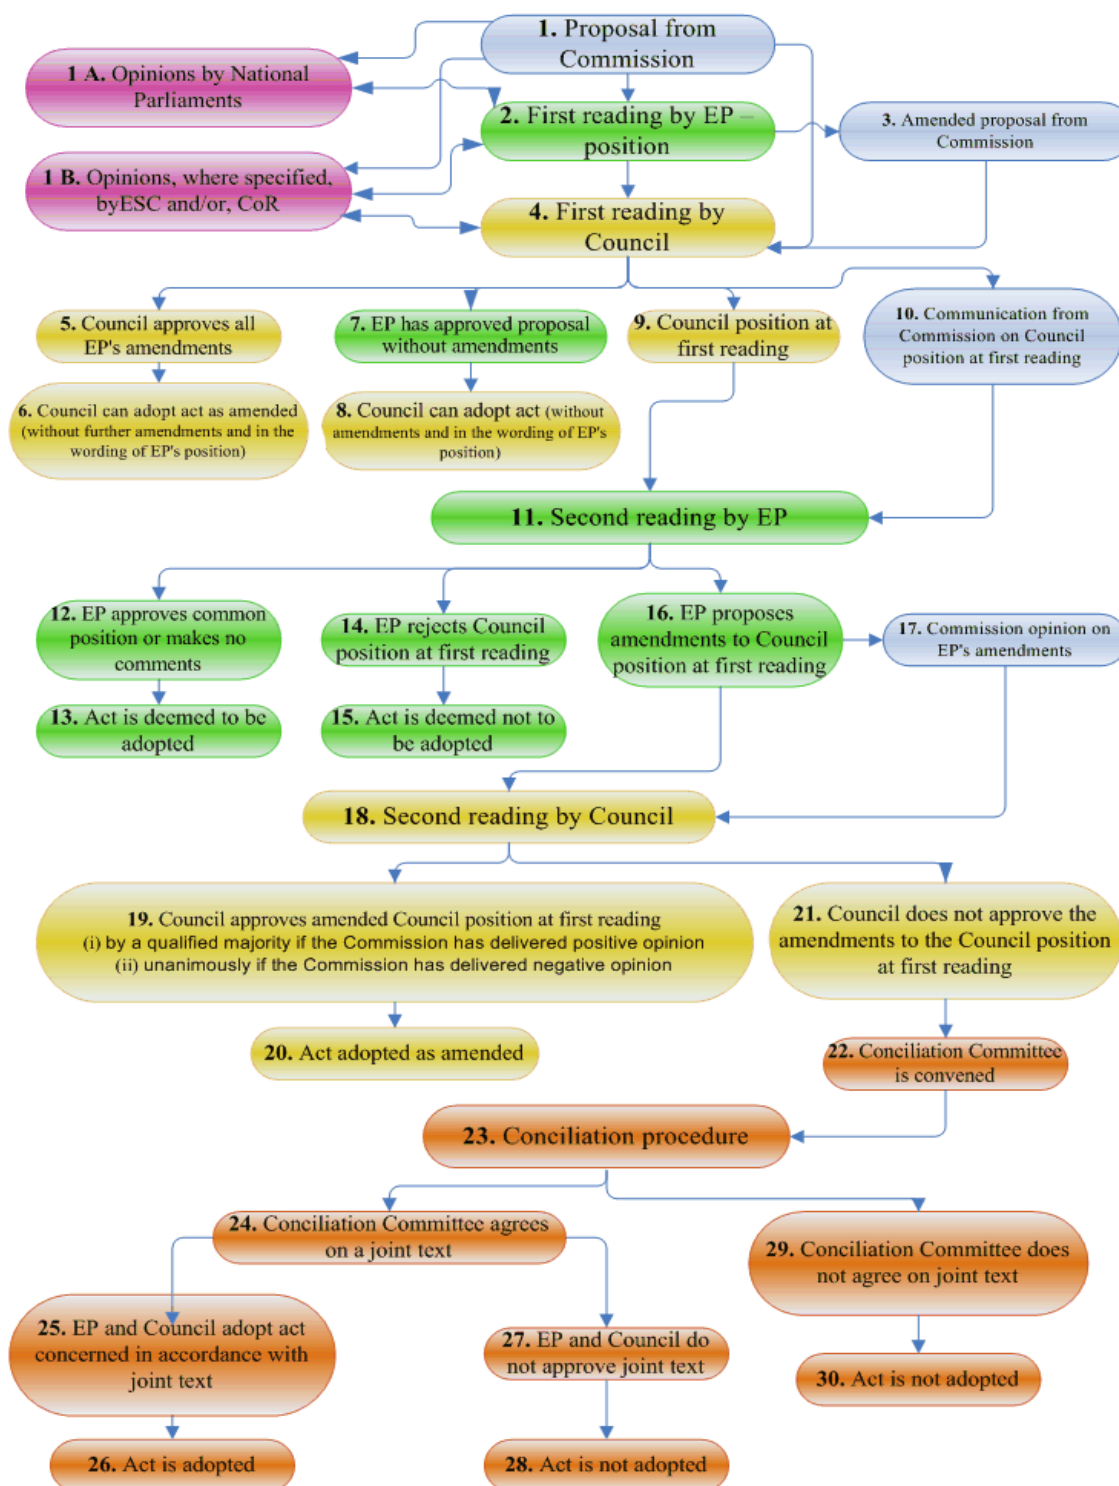 1. Proposal from
Commission
1 A. Opinions by National
Parliaments
2. First reading by EP –
position
3. Amended proposal from
Commission
1 B. Opinions, where specified,
byESC and/or, CoR
4. First reading by
Council
5. Council approves all
EP's amendments
7. EP has approved proposal
without amendments
9. Council position at
first reading
10. Communication from
Commission on Council
position at first reading
6. Council can adopt act as amended
(without further amendments and in the
wording of EP's position)
8. Council can adopt act (without
amendments and in the wording of EP's
position)
11. Second reading by EP
12. EP approves common
position or makes no
comments
14. EP rejects Council
position at first reading
16. EP proposes
amendments to Council
position at first reading
17. Commission opinion on
EP's amendments
13. Act is deemed to be
adopted
15. Act is deemed not to
be adopted
18. Second reading by Council
19. Council approves amended Council position at first reading
(i) by a qualified majority if the Commission has delivered positive opinion
(ii) unanimously if the Commission has delivered negative opinion
21. Council does not approve the
amendments to the Council position
at first reading
20. Act adopted as amended
22. Conciliation Committee
is convened
23. Conciliation procedure
24. Conciliation Committee agrees
on a joint text
29. Conciliation Committee does
not agree on joint text
25. EP and Council adopt act
concerned in accordance with
joint text
27. EP and Council do
not approve joint text
30. Act is not adopted
26. Act is adopted
28. Act is not adopted